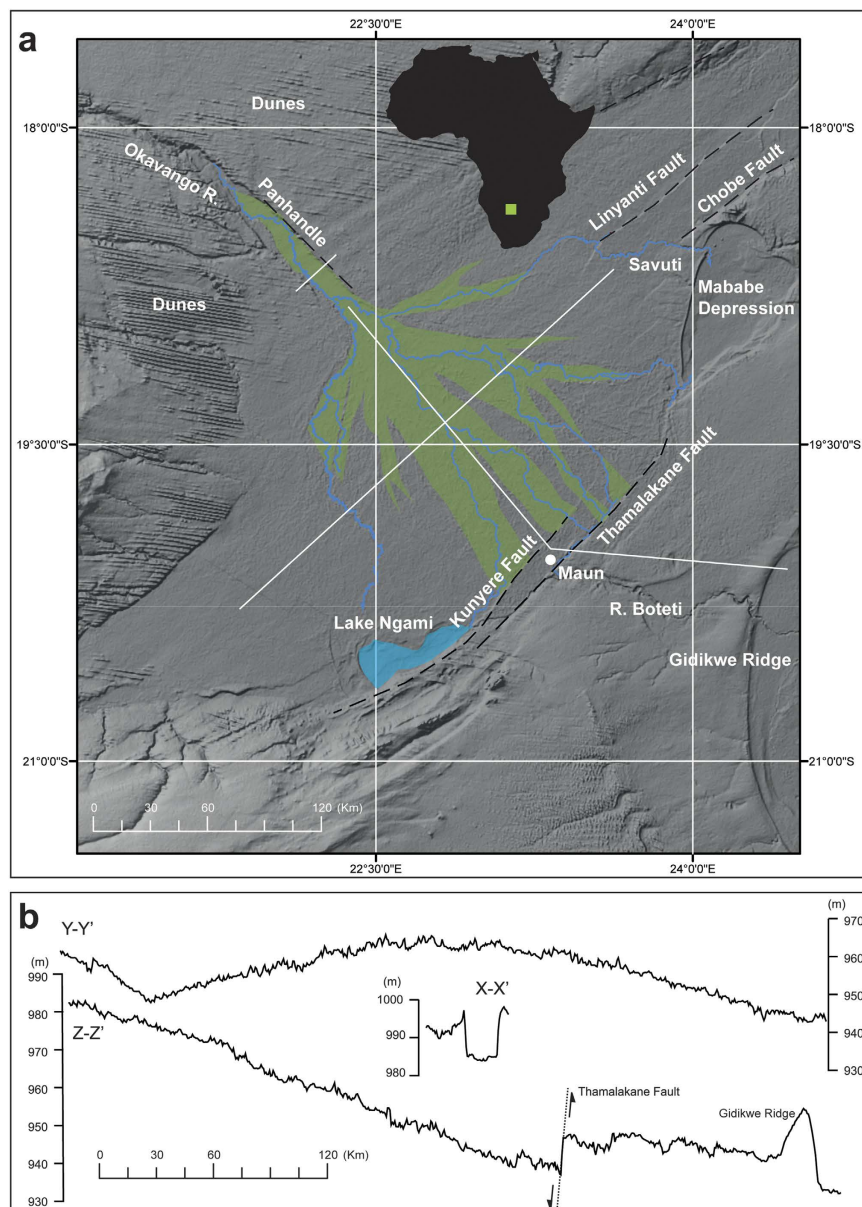 a
22°30'0"E
24°0'0"E
Dunes
18°0'0"S
18°0'0"S
Okavango R.
Panhandle
Linyanti Fault
Chobe Fault
Savuti
Mababe
Depression
Dunes
19°30'0"S
19°30'0"S
Thamalakane Fault
Kunyere Fault
Maun
Lake Ngami
R. Boteti
Gidikwe Ridge
21°0'0"S
21°0'0"S
0 30 60 120 (Km)
22°30'0"E
24°0'0"E
b
Y-Y'
(m)
970
960
950
940
930
(m)
990
980
970
960
950
940
930
Z-Z'
(m)
X-X'
1000
990
980
Thamalakane Fault
Gidikwe Ridge
0 30 60 120 (Km)